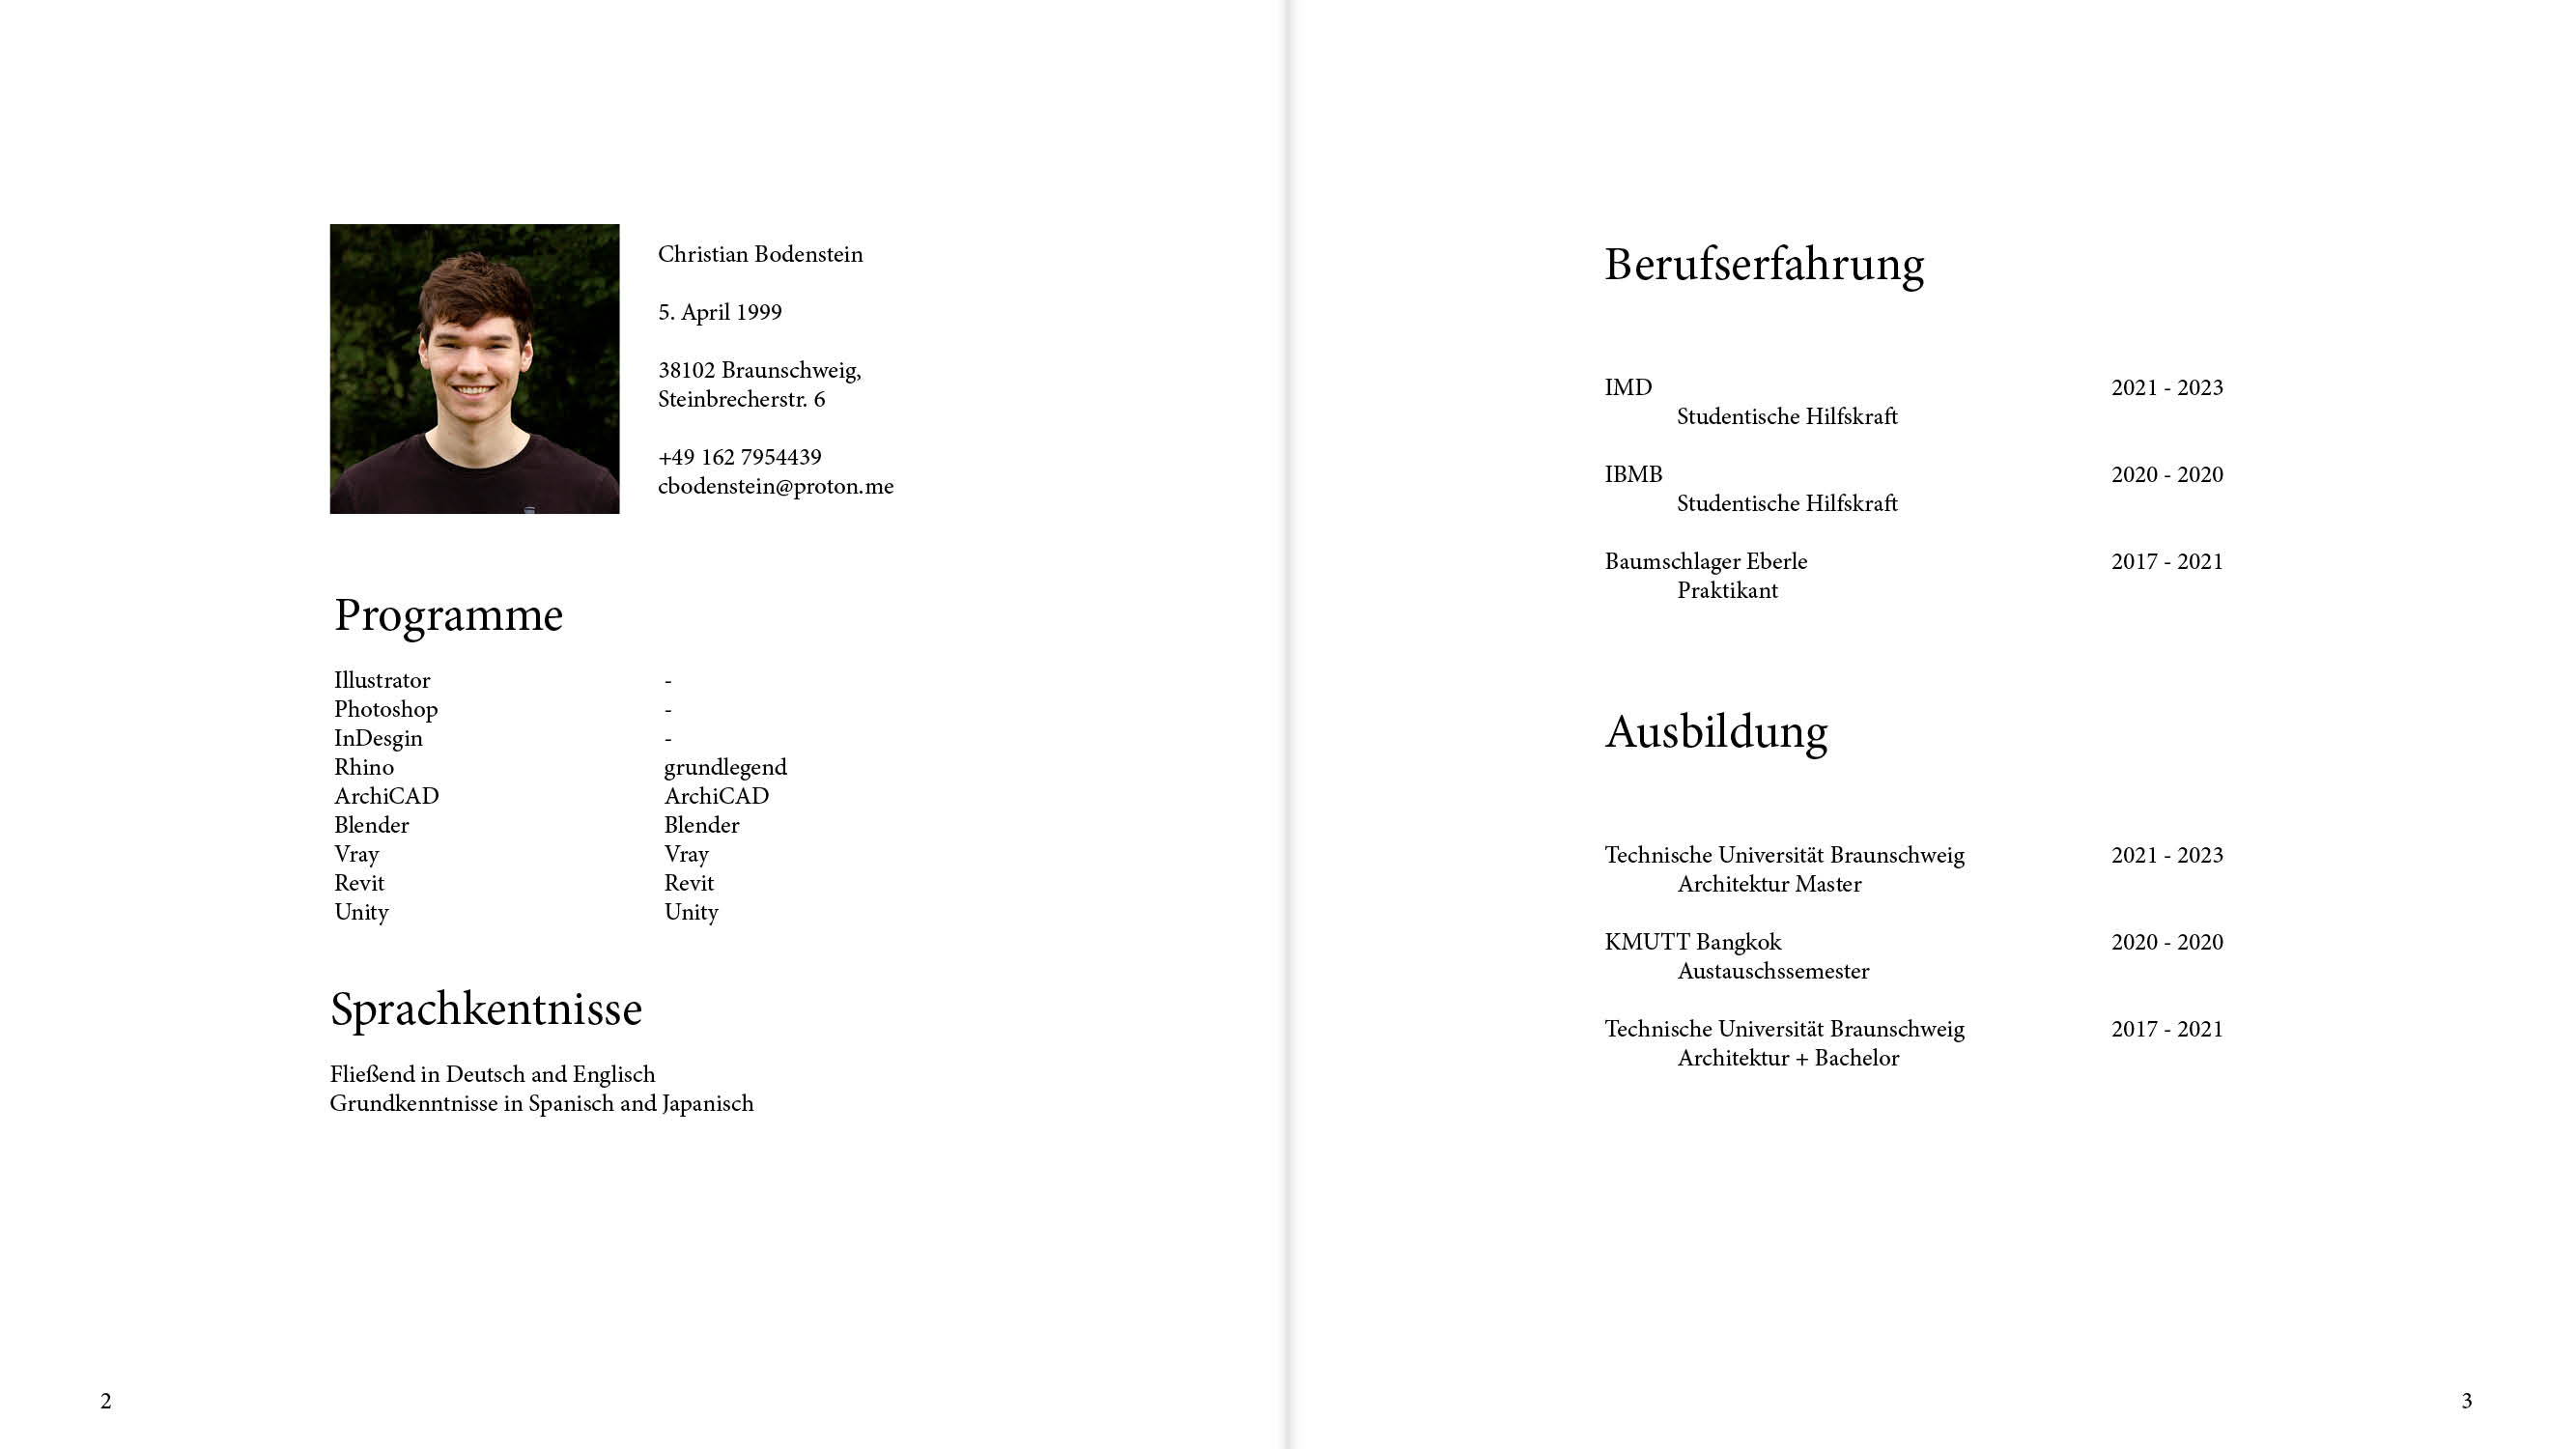 Christian Bodenstein
5. April 1999
38102 Braunschweig,
Steinbrecherstr. 6
+49 162 7954439
cbodenstein@proton.me
Programme
Illustrator -
Photoshop -
InDesgin -
Rhino grundlegend
ArchiCAD ArchiCAD
Blender Blender
Vray Vray
Revit Revit
Unity Unity
Sprachkentnisse
Fließend in Deutsch and Englisch
Grundkenntnisse in Spanisch and Japanisch
2
Berufserfahrung
IMD 2021 - 2023
Studentische Hilfskraft
IBMB 2020 - 2020
Studentische Hilfskraft
Baumschlager Eberle 2017 - 2021
Praktikant
Ausbildung
Technische Universität Braunschweig 2021 - 2023
Architektur Master
KMUTT Bangkok 2020 - 2020
Austauschssemester
Technische Universität Braunschweig 2017 - 2021
Architektur + Bachelor
3